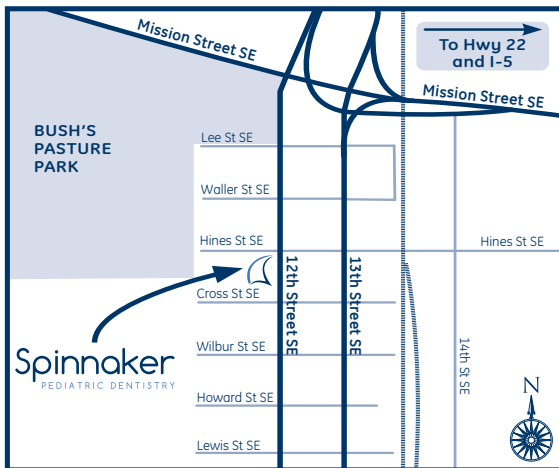 Mission Street SE
To Hwy 22
and I-5
Mission Street SE
BUSH'S
PASTURE
PARK
Lee St SE
Waller St SE
Hines St SE
Hines St SE
12th Street SE
13th Street SE
Cross St SE
Wilbur St SE
14th St SE
Spinnaker
PEDIATRIC DENTISTRY
Howard St SE
N
Lewis St SE